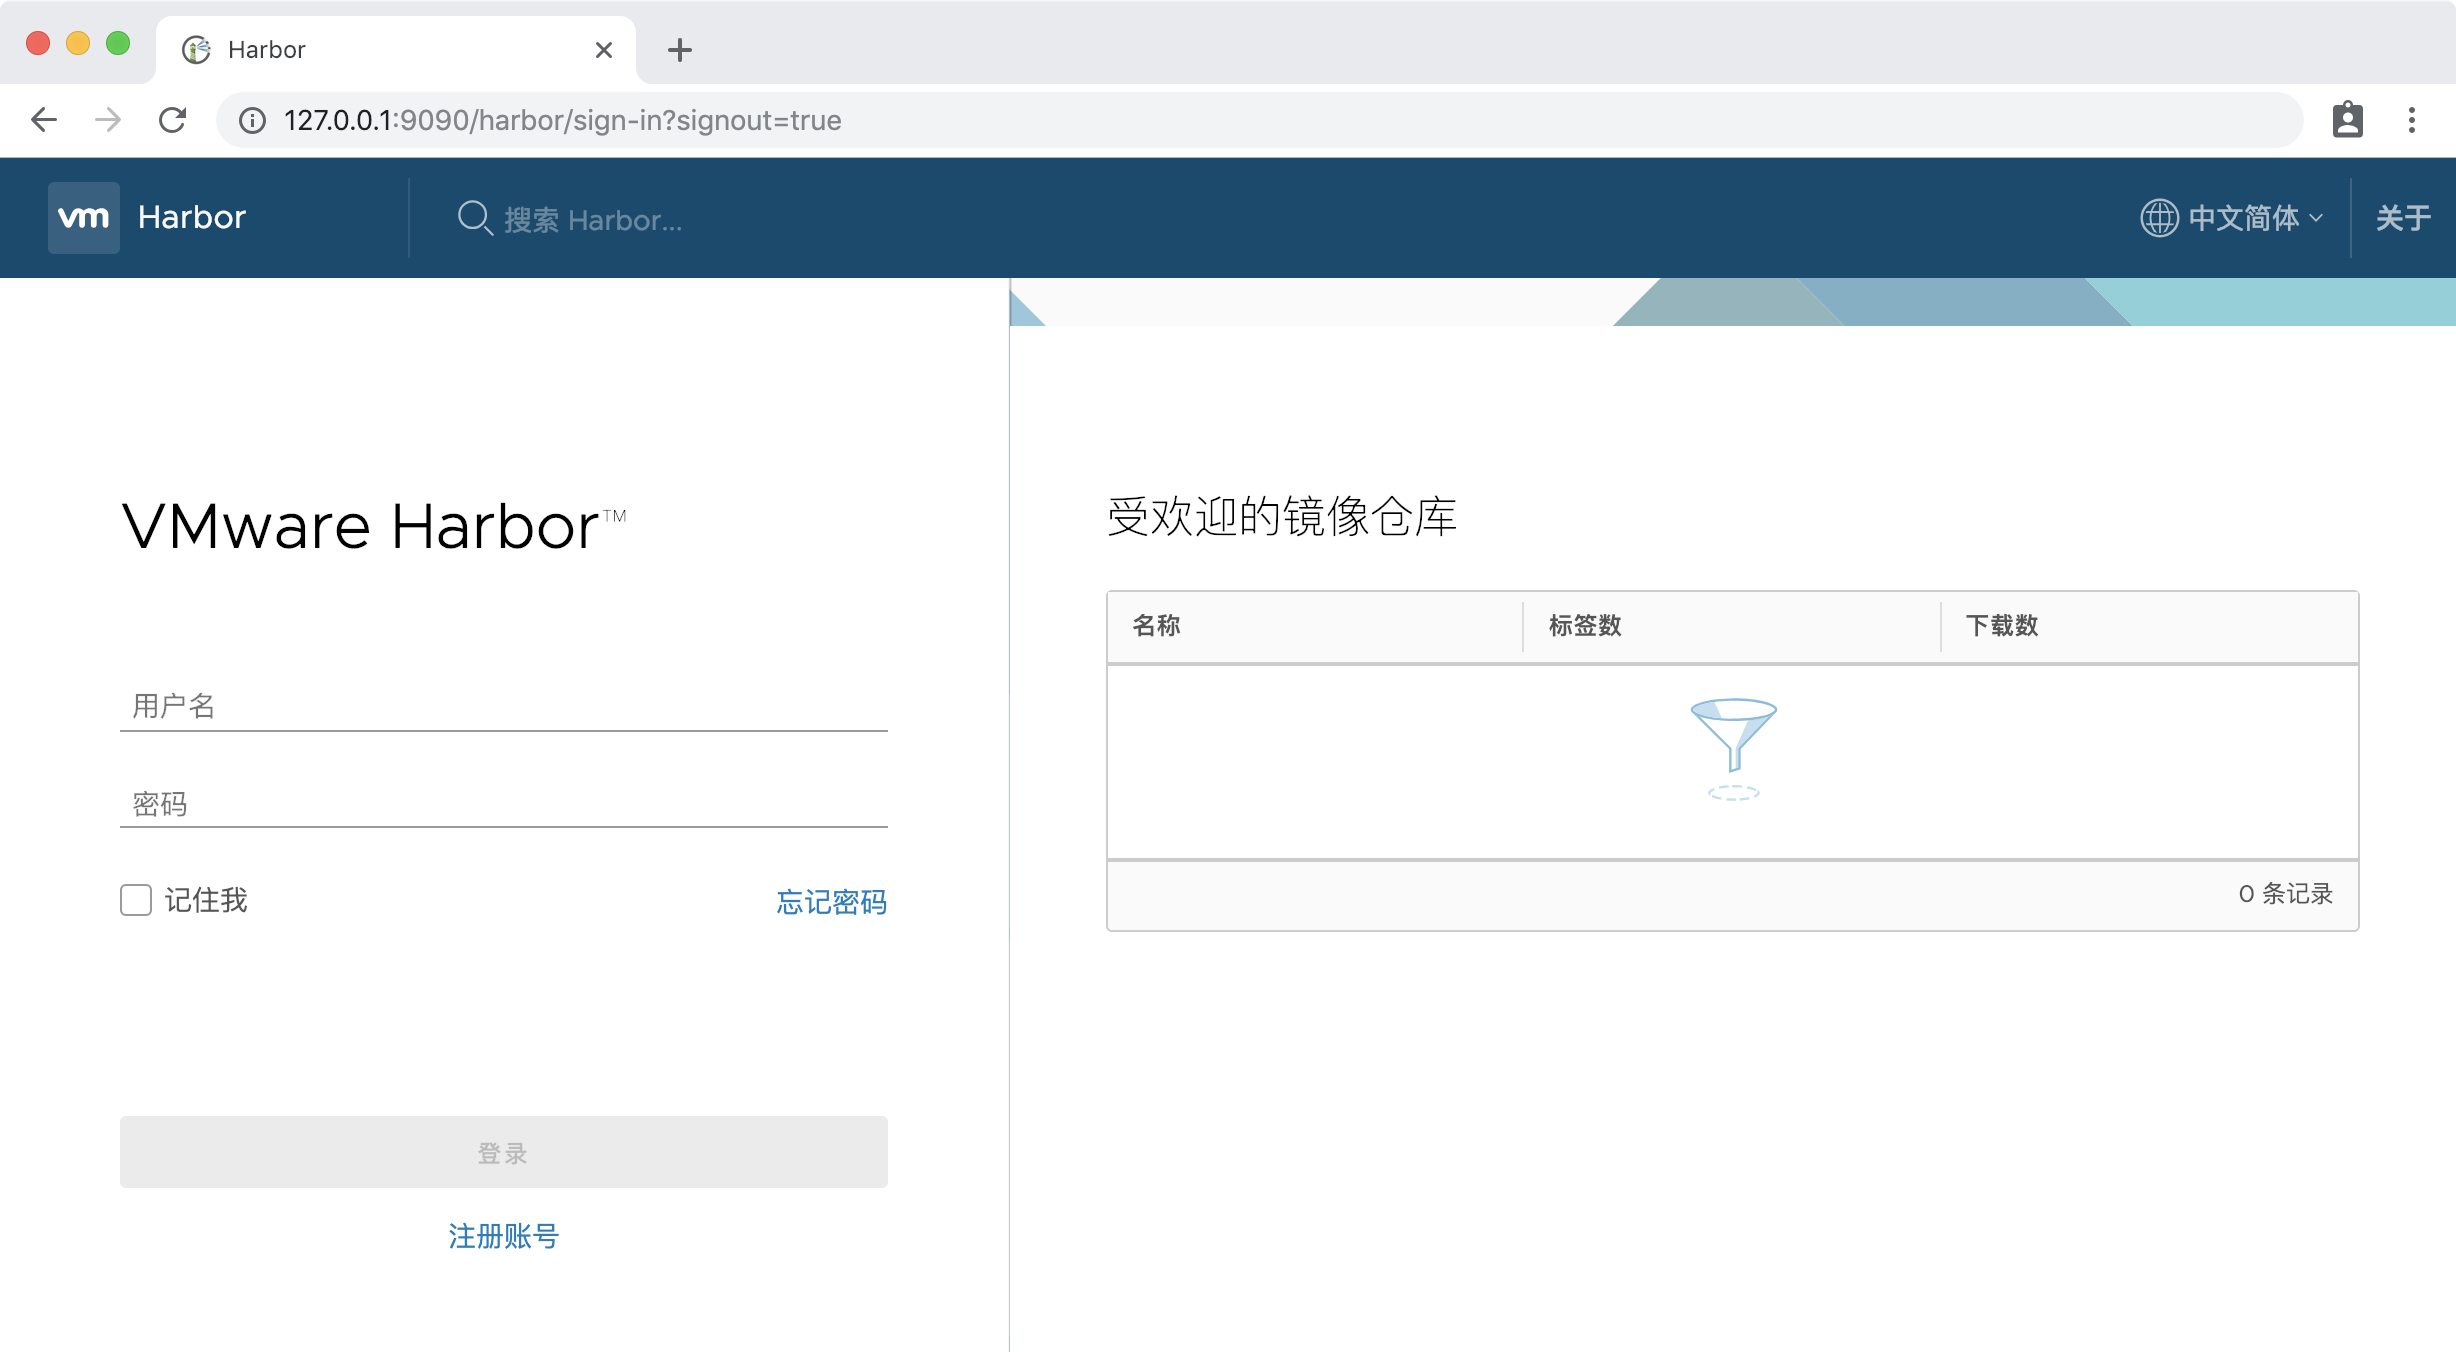 Harbor
127.0.0.1:9090/harbor/sign-in?signout=true
vm Harbor
搜索 Harbor...
中文简体
关于
VMware Harbor™
用户名
密码
记住我
忘记密码
登录
注册账号
受欢迎的镜像仓库
名称 标签数 下载数
0 条记录